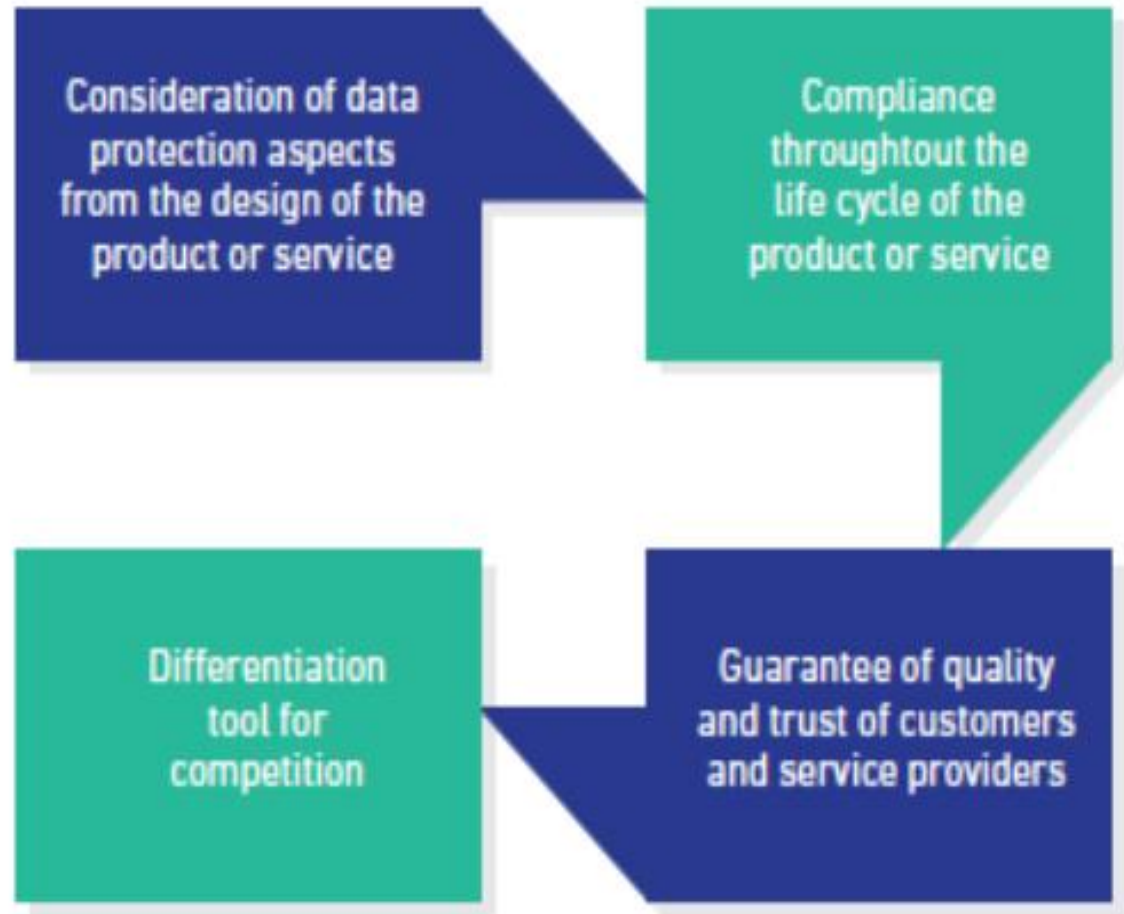 Consideration of data
protection aspects
from the design of the
product or service
Compliance
throughtout the
life cycle of the
product or service
Guarantee of quality
and trust of customers
and service providers
Differentiation
tool for
competition